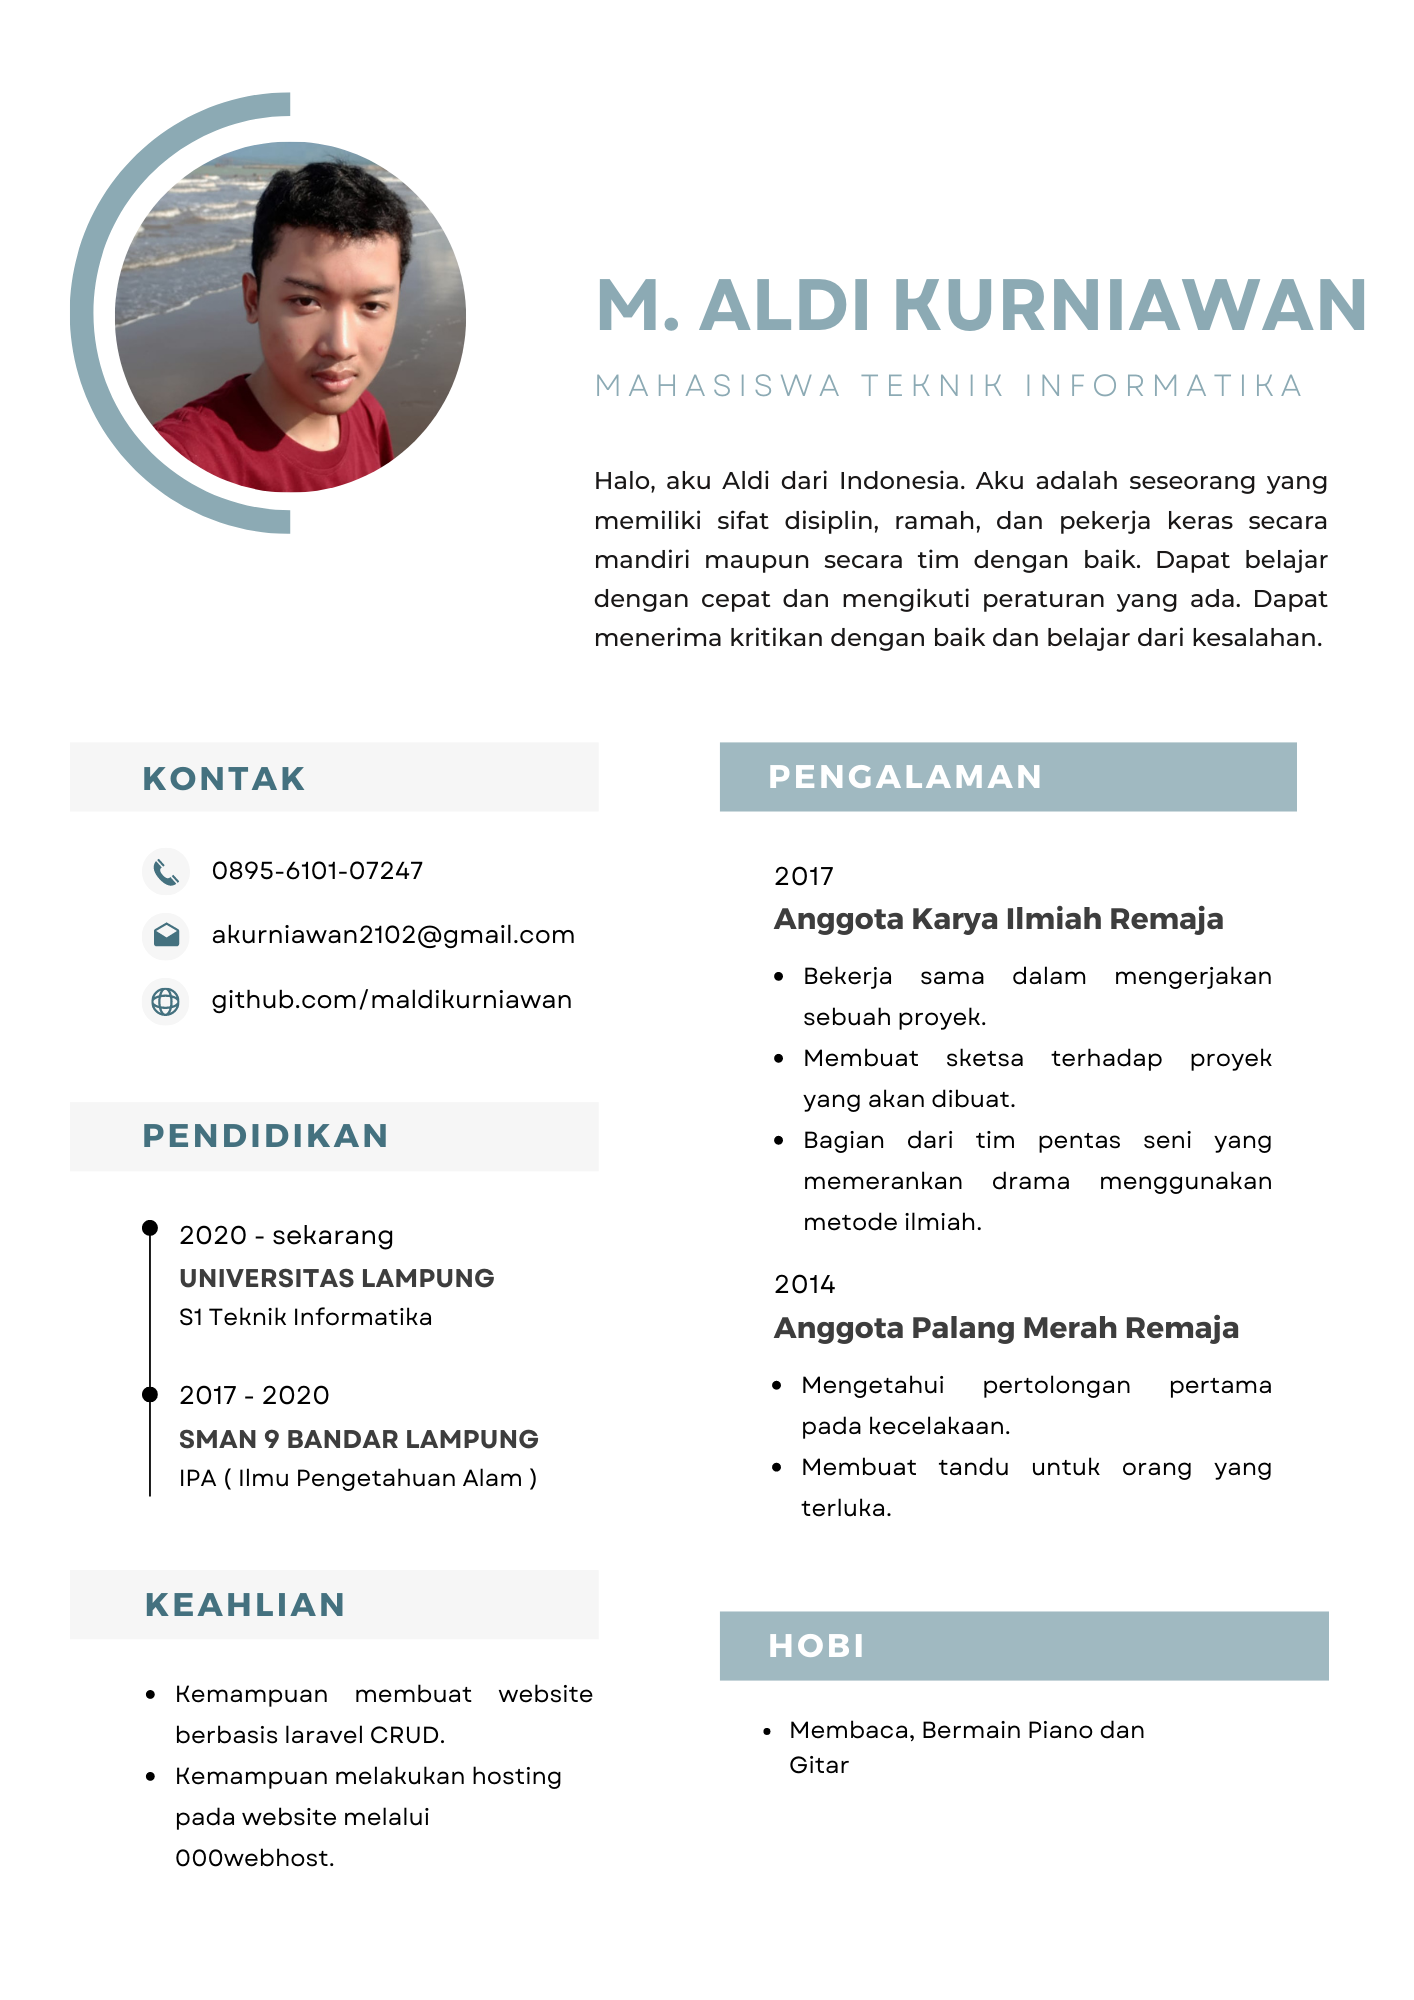 M. ALDI KURNIAWAN
MAHASISWA TEKNIK INFORMATIKA
Halo, aku Aldi dari Indonesia. Aku adalah seseorang yang
memiliki sifat disiplin, ramah, dan pekerja keras secara
mandiri maupun secara tim dengan baik. Dapat belajar
dengan cepat dan mengikuti peraturan yang ada. Dapat
menerima kritikan dengan baik dan belajar dari kesalahan.
KONTAK
0895-6101-07247
akurniawan2102@gmail.com
github.com/maldikurniawan
PENDIDIKAN
2020 - sekarang
UNIVERSITAS LAMPUNG
S1 Teknik Informatika
2017 - 2020
SMAN 9 BANDAR LAMPUNG
IPA ( Ilmu Pengetahuan Alam )
KEAHLIAN
• Kemampuan membuat website
berbasis laravel CRUD.
• Kemampuan melakukan hosting
pada website melalui
000webhost.
PENGALAMAN
2017
Anggota Karya Ilmiah Remaja
• Bekerja sama dalam mengerjakan
sebuah proyek.
• Membuat sketsa terhadap proyek
yang akan dibuat.
• Bagian dari tim pentas seni yang
memerankan drama menggunakan
metode ilmiah.
2014
Anggota Palang Merah Remaja
• Mengetahui pertolongan pertama
pada kecelakaan.
• Membuat tandu untuk orang yang
terluka.
HOBI
• Membaca, Bermain Piano dan
Gitar